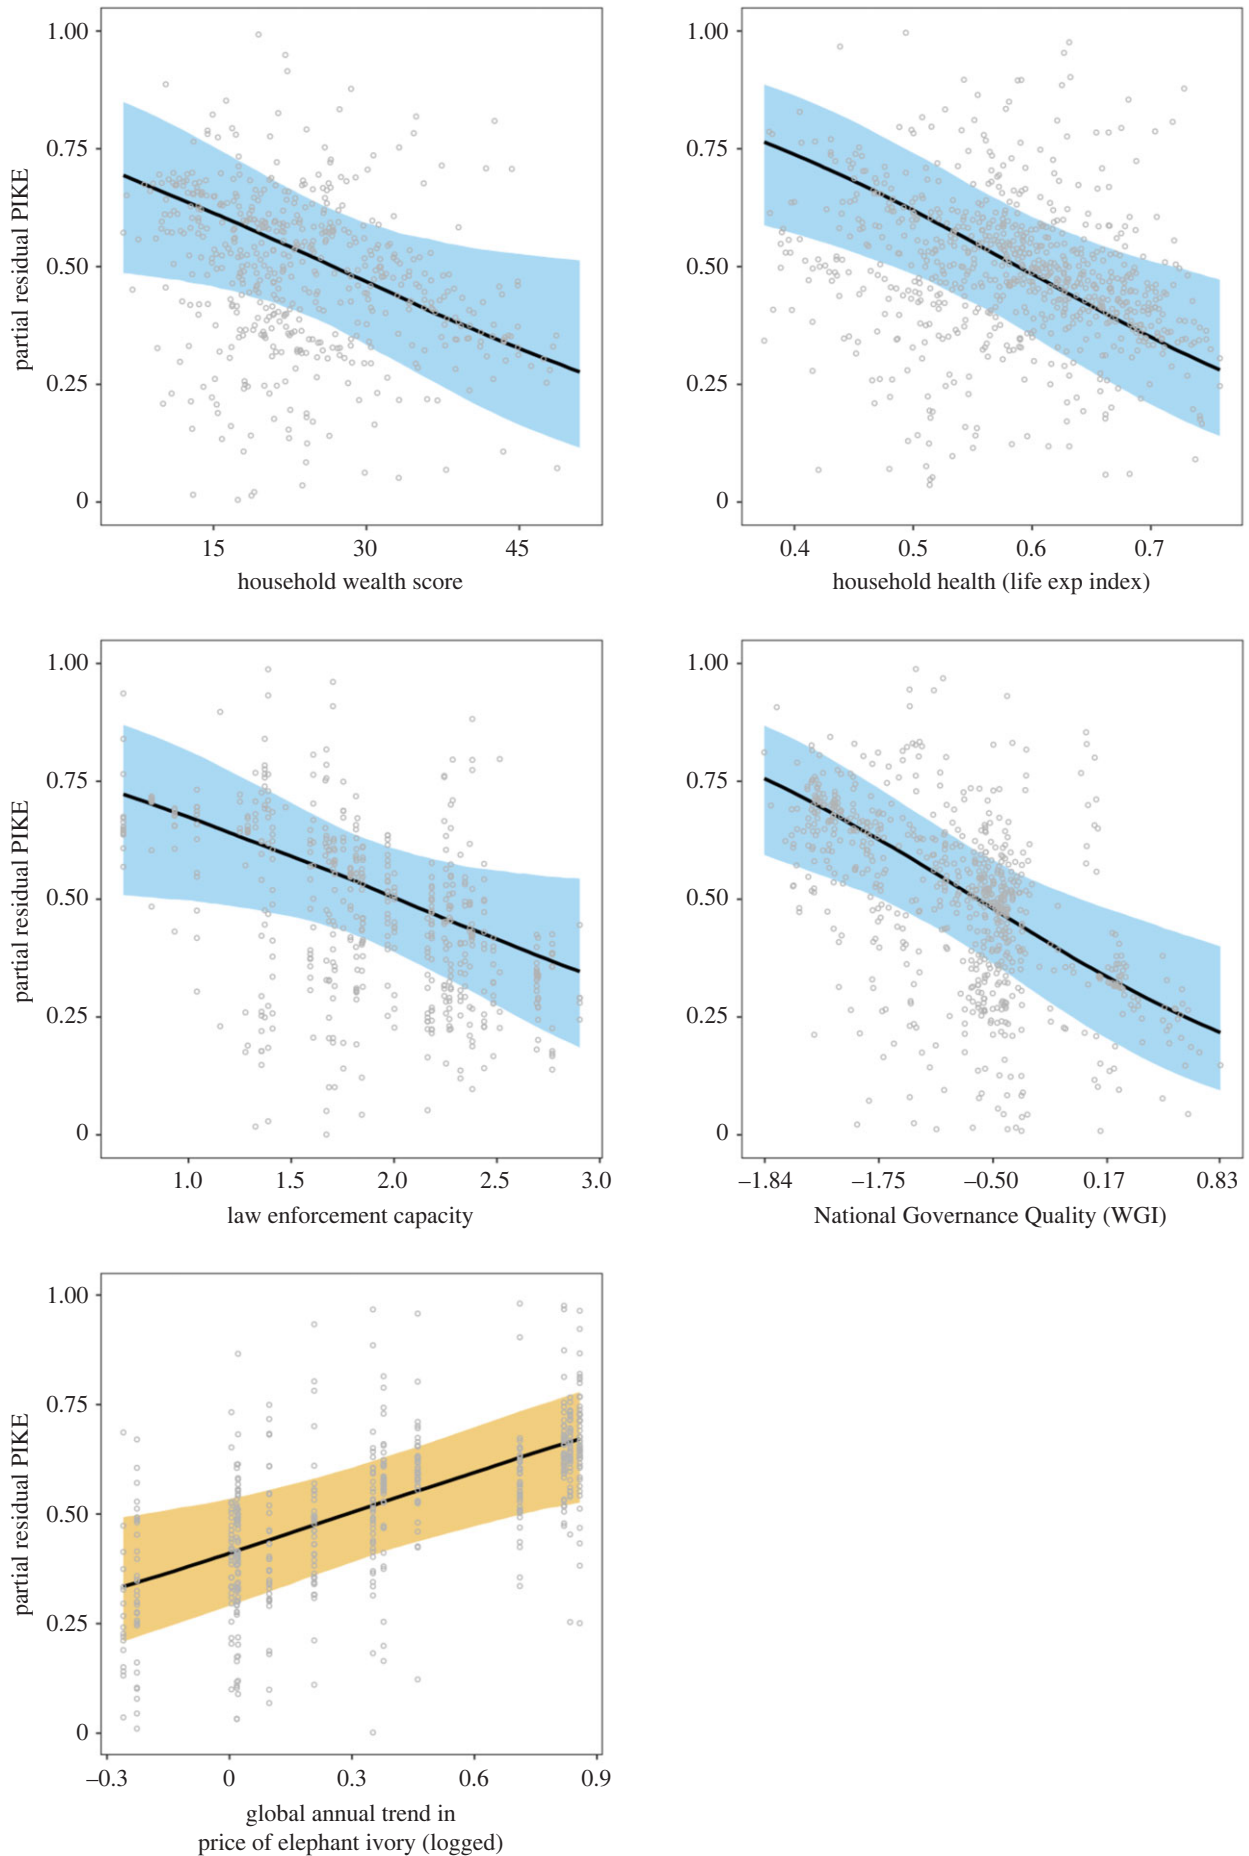 1.00
0.75
0.50
0.25
0
partial residual PIKE
15 30 45
household wealth score
1.00
0.75
0.50
0.25
0
0.4 0.5 0.6 0.7
household health (life exp index)
1.00
0.75
0.50
0.25
0
partial residual PIKE
1.0 1.5 2.0 2.5 3.0
law enforcement capacity
1.00
0.75
0.50
0.25
0
–1.84 –1.75 –0.50 0.17 0.83
National Governance Quality (WGI)
1.00
0.75
0.50
0.25
0
partial residual PIKE
–0.3 0 0.3 0.6 0.9
global annual trend in
price of elephant ivory (logged)